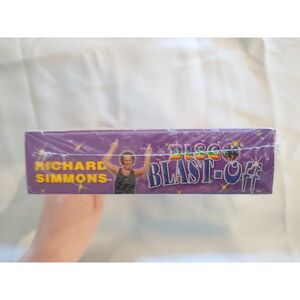 RICHARD
SIMMONS
DISCO
BLAST-Off